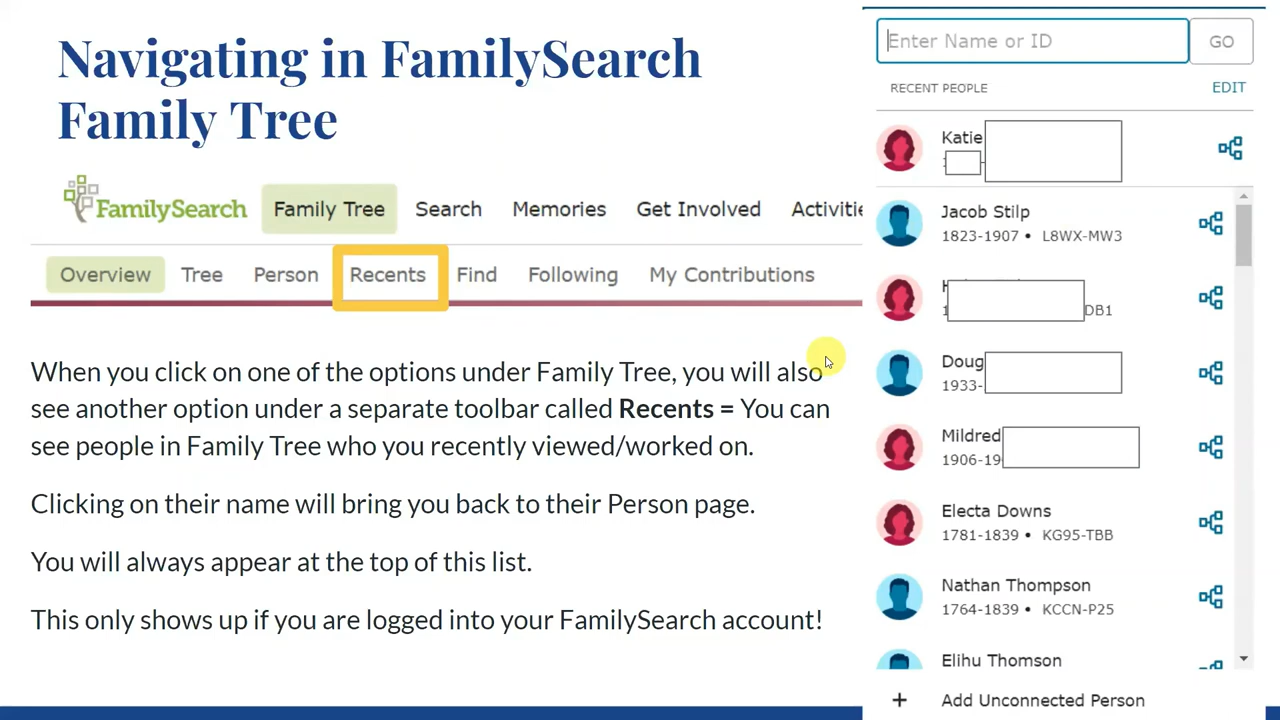 Navigating in FamilySearch
Family Tree
FamilySearch Family Tree Search Memories Get Involved Activitie
Overview Tree Person Recents Find Following My Contributions
When you click on one of the options under Family Tree, you will also
see another option under a separate toolbar called Recents = You can
see people in Family Tree who you recently viewed/worked on.
Clicking on their name will bring you back to their Person page.
You will always appear at the top of this list.
This only shows up if you are logged into your FamilySearch account!
Enter Name or ID GO
RECENT PEOPLE EDIT
Katie
Jacob Stilp
1823-1907 • L8WX-MW3
DB1
Doug
1933-
Mildred
1906-19
Electa Downs
1781-1839 • KG95-TBB
Nathan Thompson
1764-1839 • KCCN-P25
Elihu Thomson
+ Add Unconnected Person